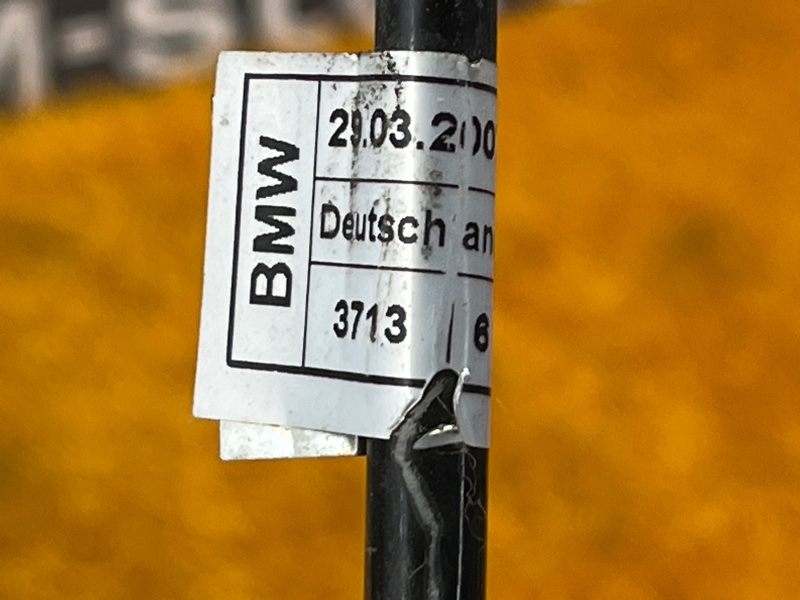 BMW
29.03.200
Deutsch an
3713 / 6